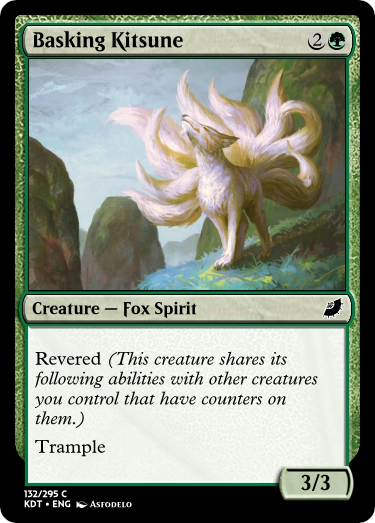 Basking Kitsune 2
Creature — Fox Spirit
Revered (This creature shares its
following abilities with other creatures
you control that have counters on
them.)
Trample
3/3
132/295 C
KDT • ENG Asfodelo